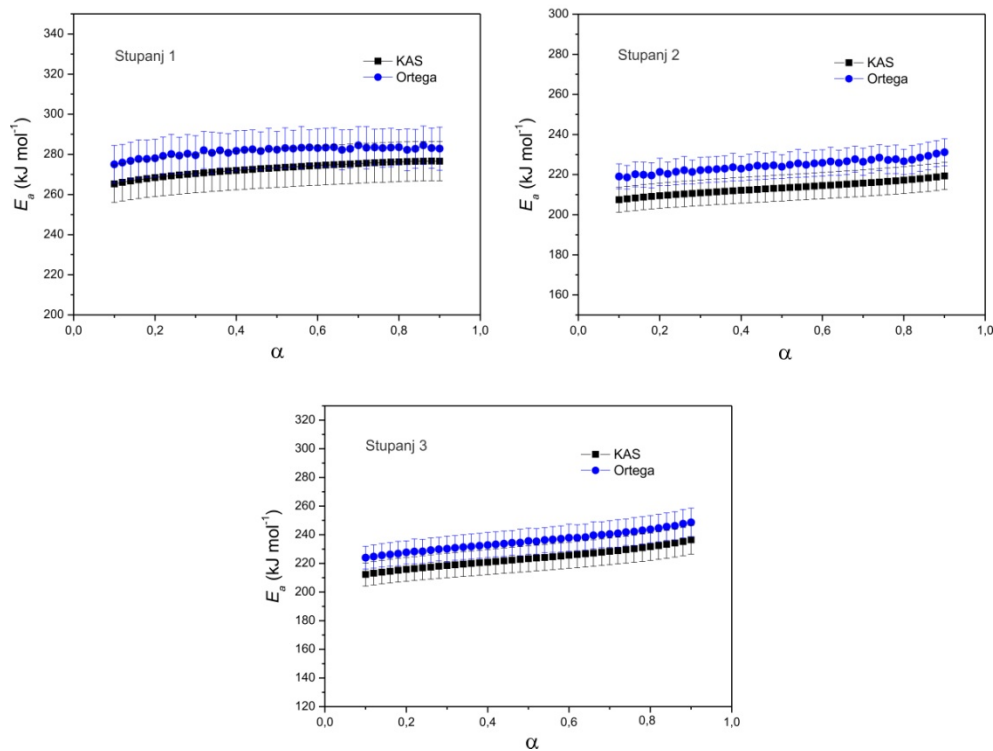 Stupanj 1
KAS
Ortega
Eₐ (kJ mol⁻¹)
340
320
300
280
260
240
220
200
0,0 0,2 0,4 0,6 0,8 1,0
α
Stupanj 2
KAS
Ortega
Eₐ (kJ mol⁻¹)
300
280
260
240
220
200
180
160
0,0 0,2 0,4 0,6 0,8 1,0
α
Stupanj 3
KAS
Ortega
Eₐ (kJ mol⁻¹)
320
300
280
260
240
220
200
180
160
140
120
0,0 0,2 0,4 0,6 0,8 1,0
α